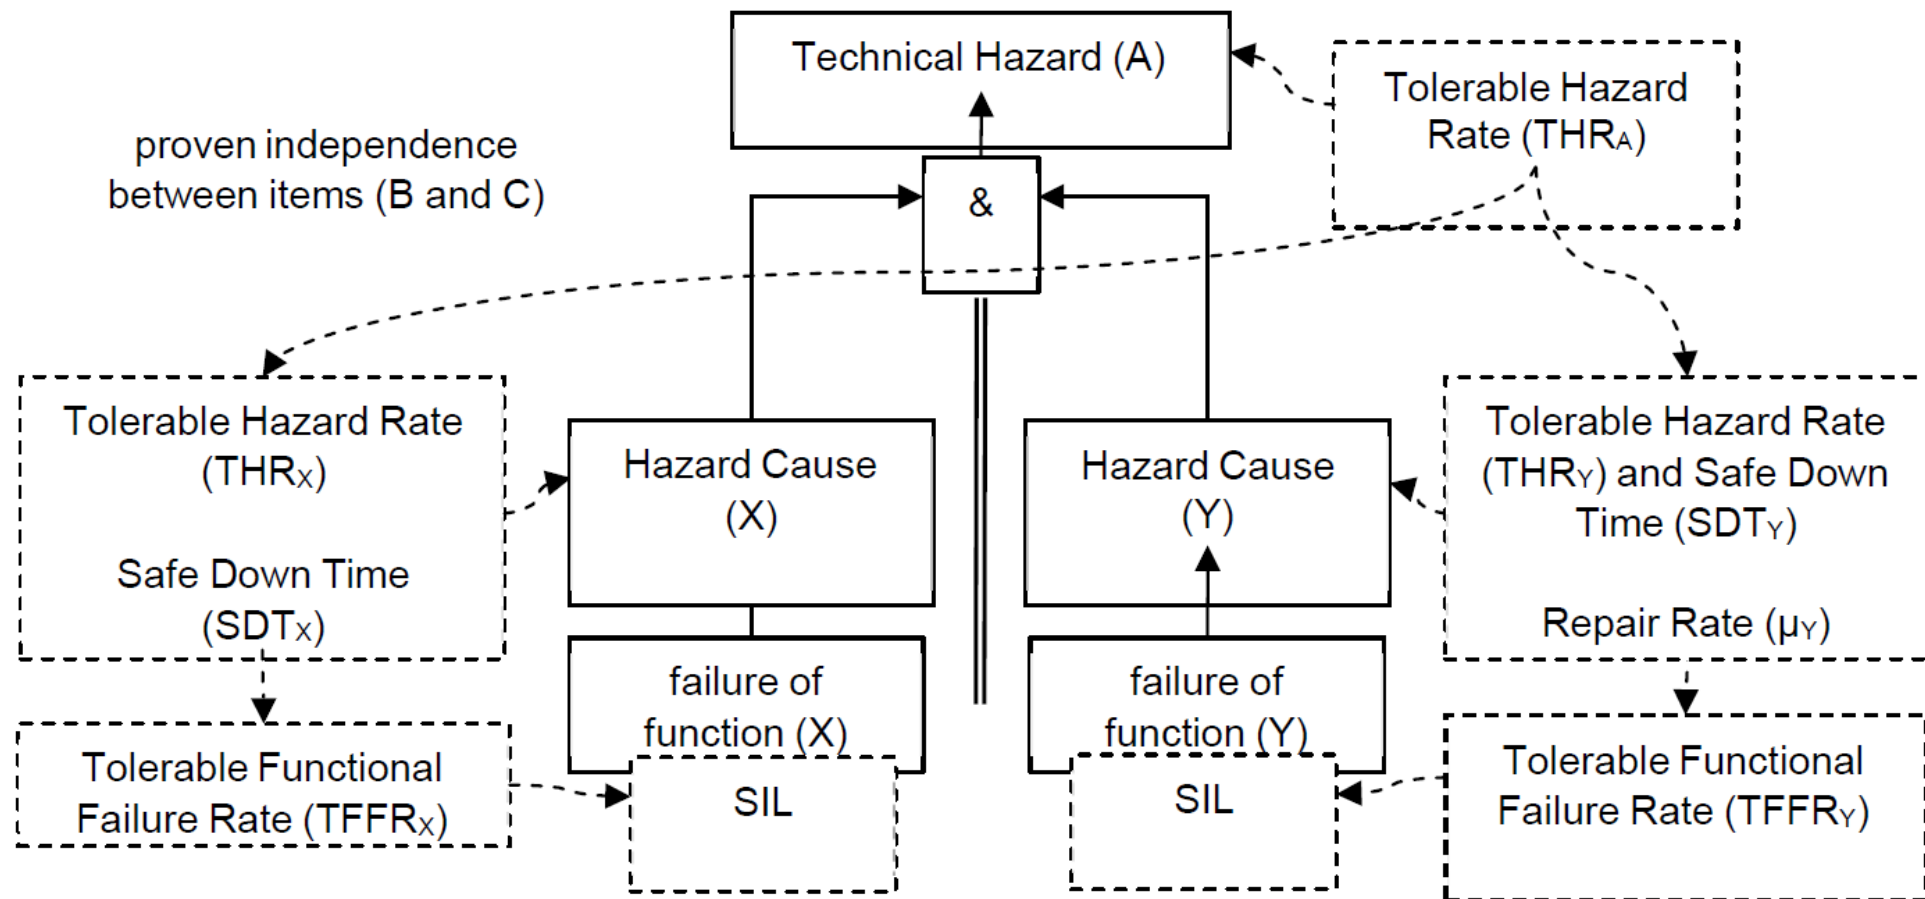 Technical Hazard (A)
Tolerable Hazard
Rate (THRA)
proven independence
between items (B and C)
&
Tolerable Hazard Rate
(THRX)
Safe Down Time
(SDTX)
Hazard Cause
(X)
Hazard Cause
(Y)
Tolerable Hazard Rate
(THRY) and Safe Down
Time (SDTY)
Repair Rate (μY)
failure of
function (X)
failure of
function (Y)
Tolerable Functional
Failure Rate (TFFRX)
SIL
SIL
Tolerable Functional
Failure Rate (TFFRY)